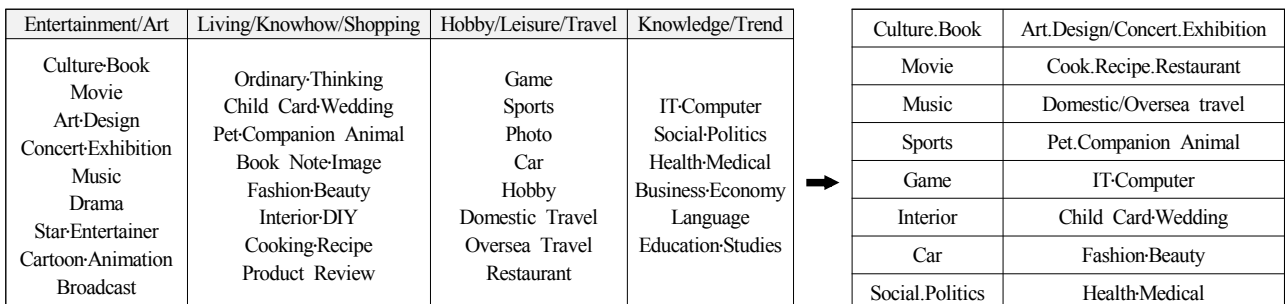 Entertainment/Art Living/Knowhow/Shopping Hobby/Leisure/Travel Knowledge/Trend
Culture·Book
Movie
Art·Design
Concert·Exhibition
Music
Drama
Star·Entertainer
Cartoon·Animation
Broadcast
Ordinary·Thinking
Child Card·Wedding
Pet·Companion Animal
Book Note·Image
Fashion·Beauty
Interior·DIY
Cooking·Recipe
Product Review
Game
Sports
Photo
Car
Hobby
Domestic Travel
Oversea Travel
Restaurant
IT·Computer
Social·Politics
Health·Medical
Business·Economy
Language
Education·Studies
Culture.Book Art.Design/Concert.Exhibition
Movie Cook.Recipe.Restaurant
Music Domestic/Oversea travel
Sports Pet.Companion Animal
Game IT·Computer
Interior Child Card·Wedding
Car Fashion·Beauty
Social.Politics Health·Medical